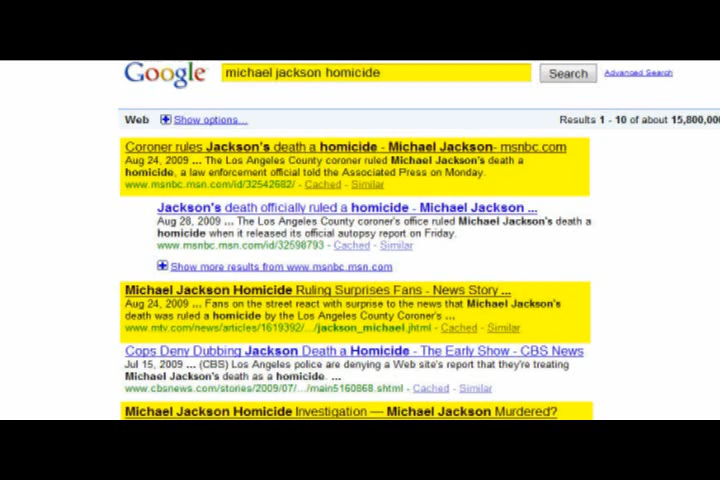 Google michael jackson homicide Search Advanced Search
Web Show options... Results 1 - 10 of about 15,800,00
Coroner rules Jackson's death a homicide - Michael Jackson- msnbc.com
Aug 24, 2009 ... The Los Angeles County coroner ruled Michael Jackson's death a
homicide, a law enforcement official told the Associated Press on Monday.
www.msnbc.msn.com/id/32542682/ - Cached - Similar
Jackson's death officially ruled a homicide - Michael Jackson ...
Aug 28, 2009 ... The Los Angeles County coroner's office ruled Michael Jackson's death a
homicide when it released its official autopsy report on Friday.
www.msnbc.msn.com/id/32598793 - Cached - Similar
Show more results from www.msnbc.msn.com
Michael Jackson Homicide Ruling Surprises Fans - News Story ...
Aug 24, 2009 ... Fans on the street react with surprise to the news that Michael Jackson's
death was ruled a homicide by the Los Angeles County Coroner's ...
www.mtv.com/news/articles/1619392/.../jackson_michael.jhtml - Cached - Similar
Cops Deny Dubbing Jackson Death a Homicide - The Early Show - CBS News
Jul 15, 2009 ... (CBS) Los Angeles police are denying a Web site's report that they're treating
Michael Jackson's death as a homicide. ...
www.cbsnews.com/stories/2009/07/.../main5160868.shtml - Cached - Similar
Michael Jackson Homicide Investigation — Michael Jackson Murdered?